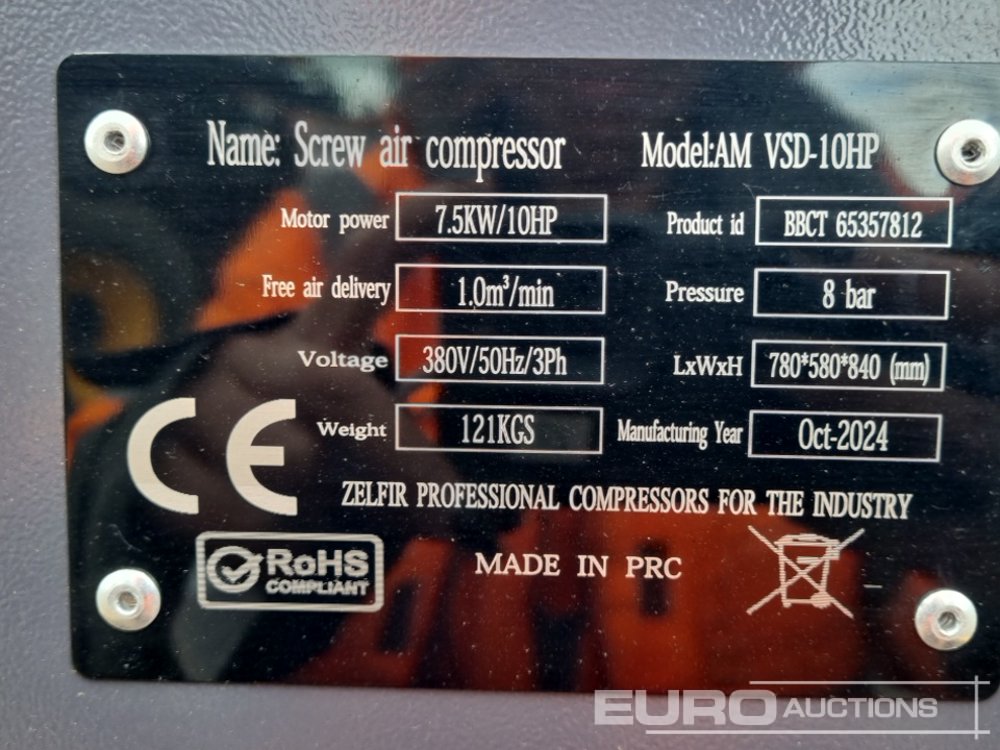 Name: Screw air compressor Model:AM VSD-10HP
Motor power 7.5KW/10HP Product id BBCT 65357812
Free air delivery 1.0m³/min Pressure 8 bar
Voltage 380V/50Hz/3Ph LxWxH 780*580*840 (mm)
Weight 121KGS Manufacturing Year Oct-2024
CE
ZELFIR PROFESSIONAL COMPRESSORS FOR THE INDUSTRY
RoHS
COMPLIANT
MADE IN PRC
EURO AUCTIONS